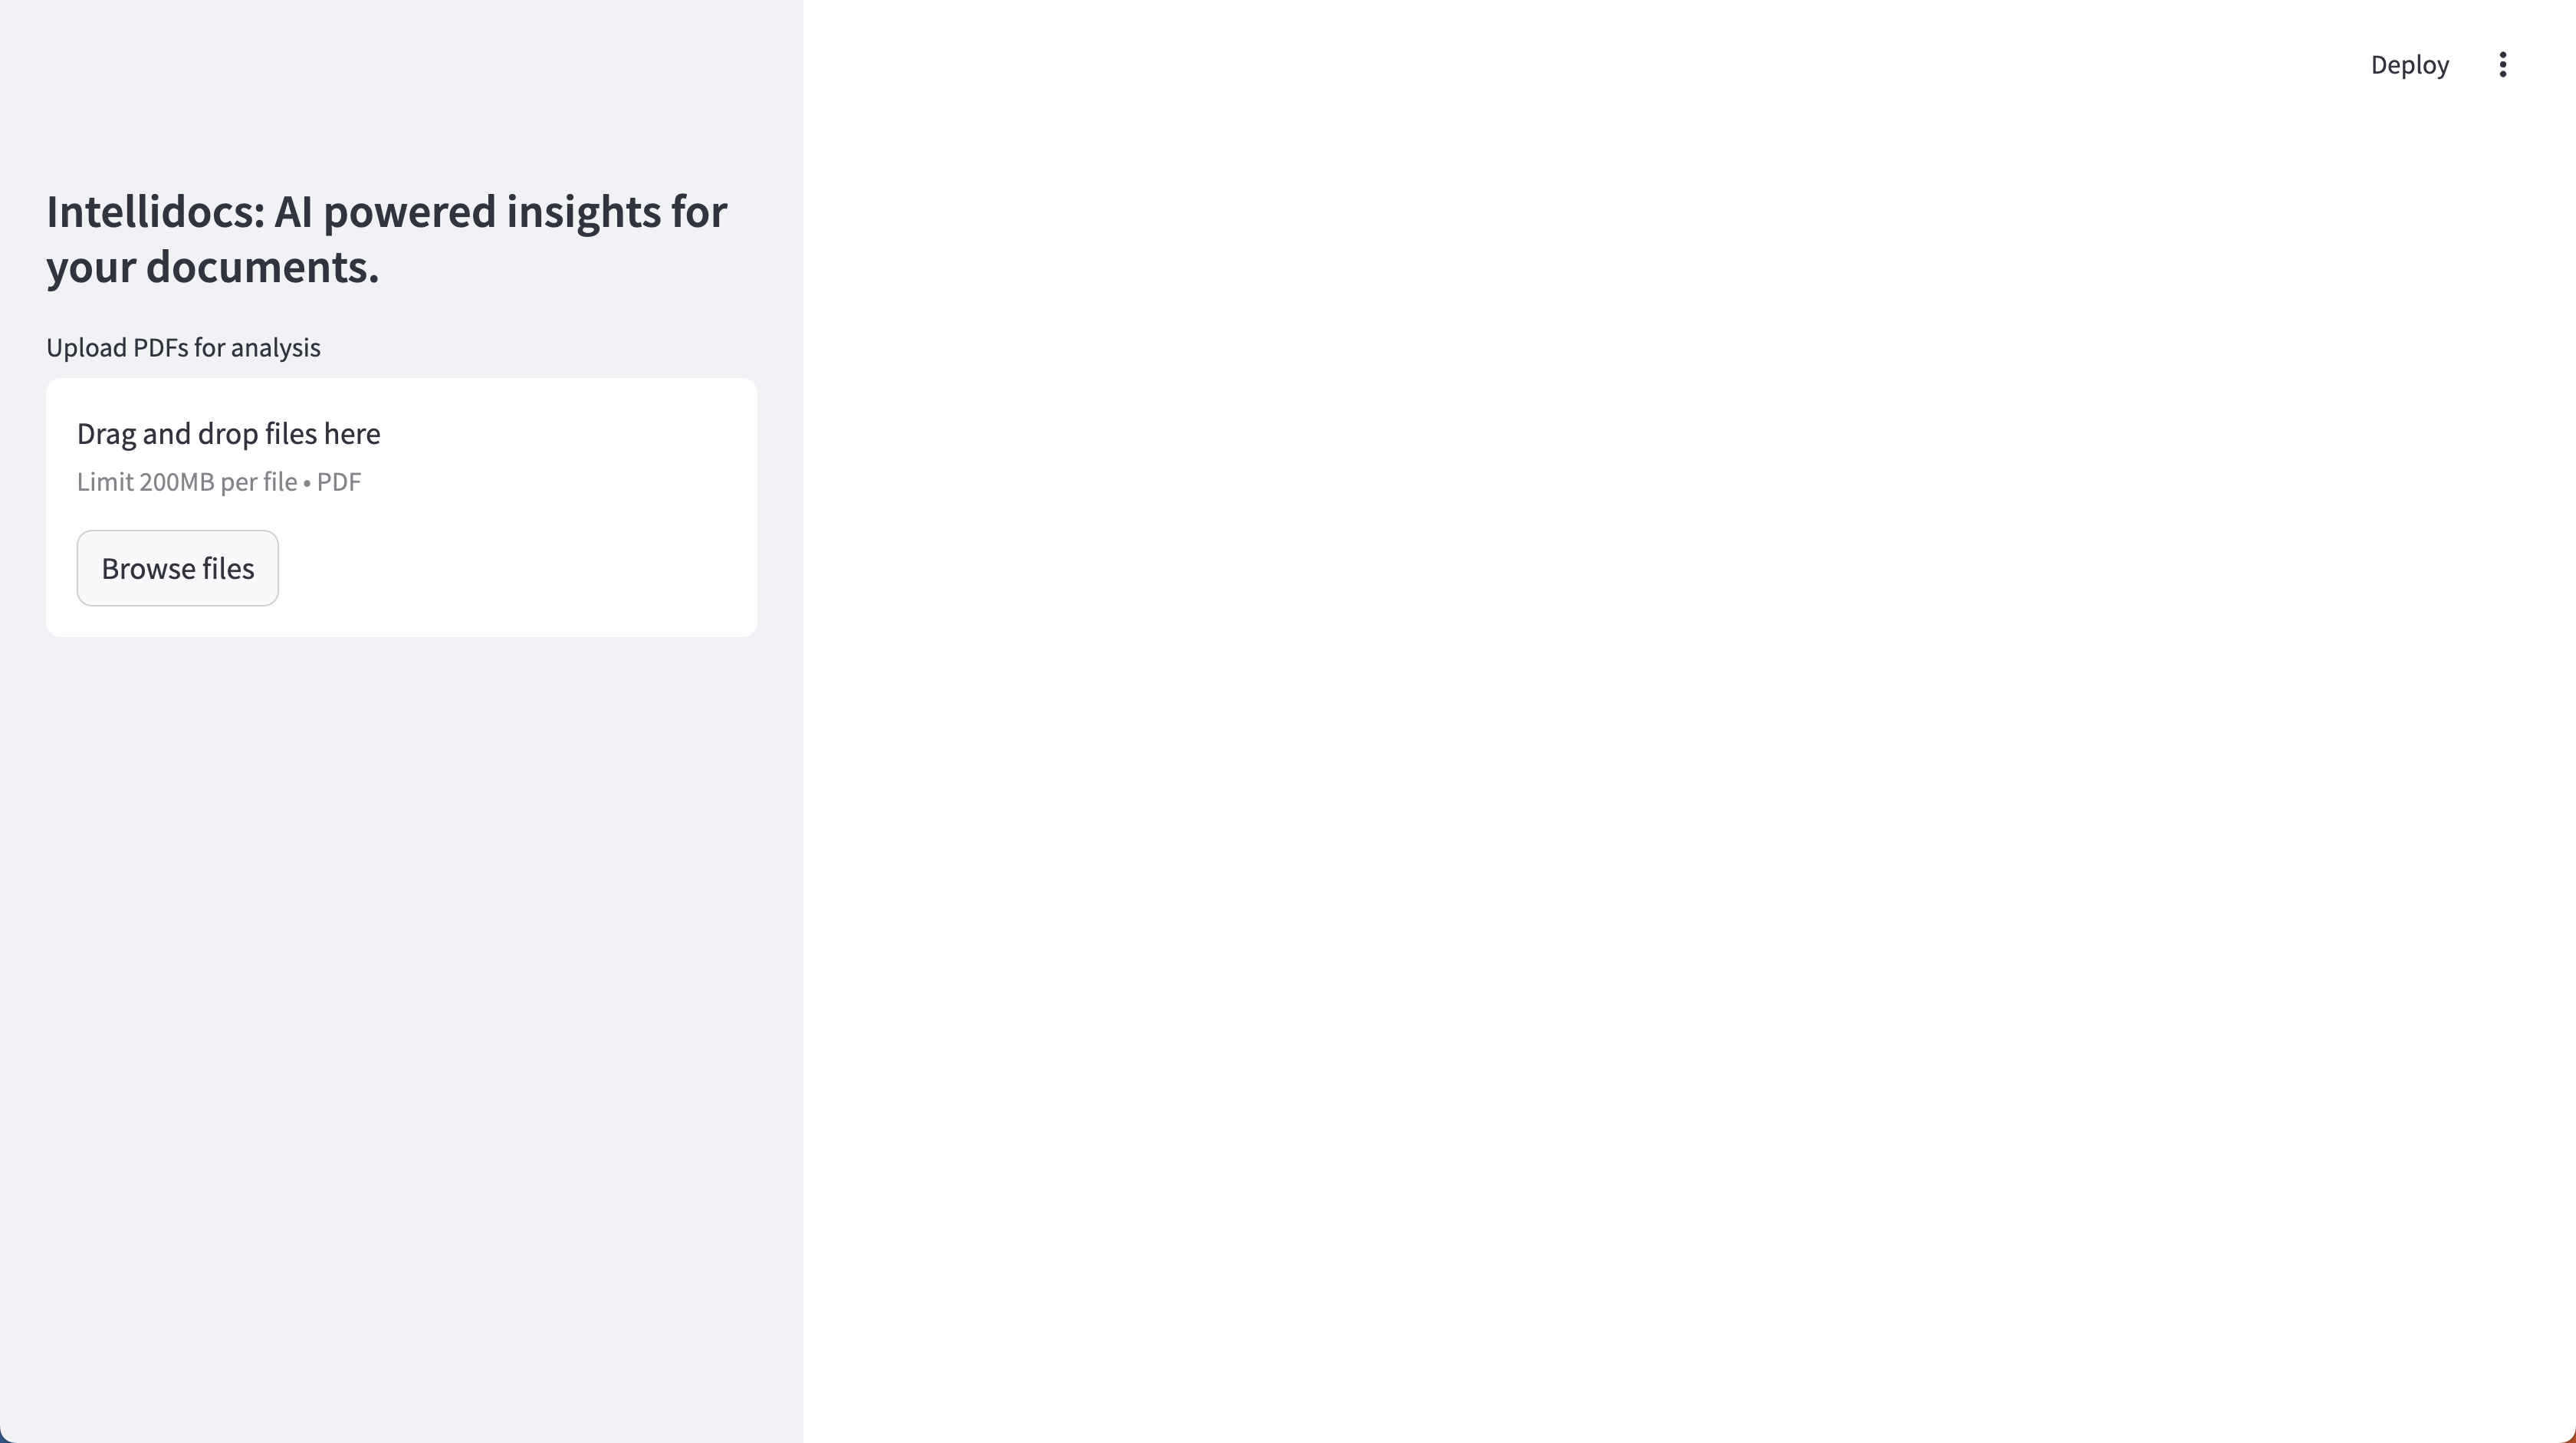 Deploy
Intellidocs: AI powered insights for
your documents.
Upload PDFs for analysis
Drag and drop files here
Limit 200MB per file • PDF
Browse files